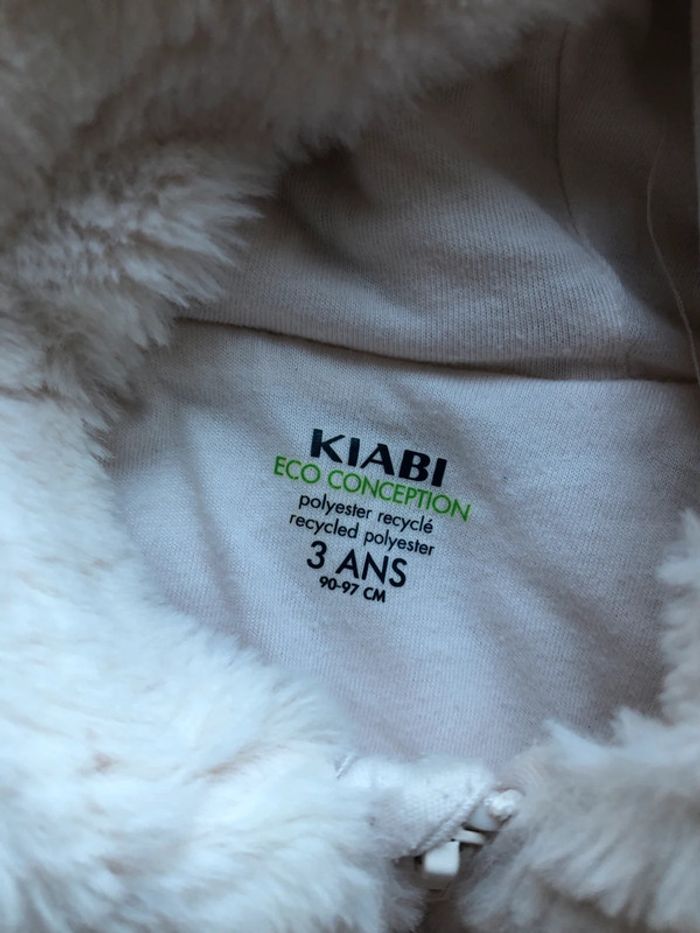 KIABI
ECO CONCEPTION
polyester recyclé
recycled polyester
3 ANS
90-97 CM